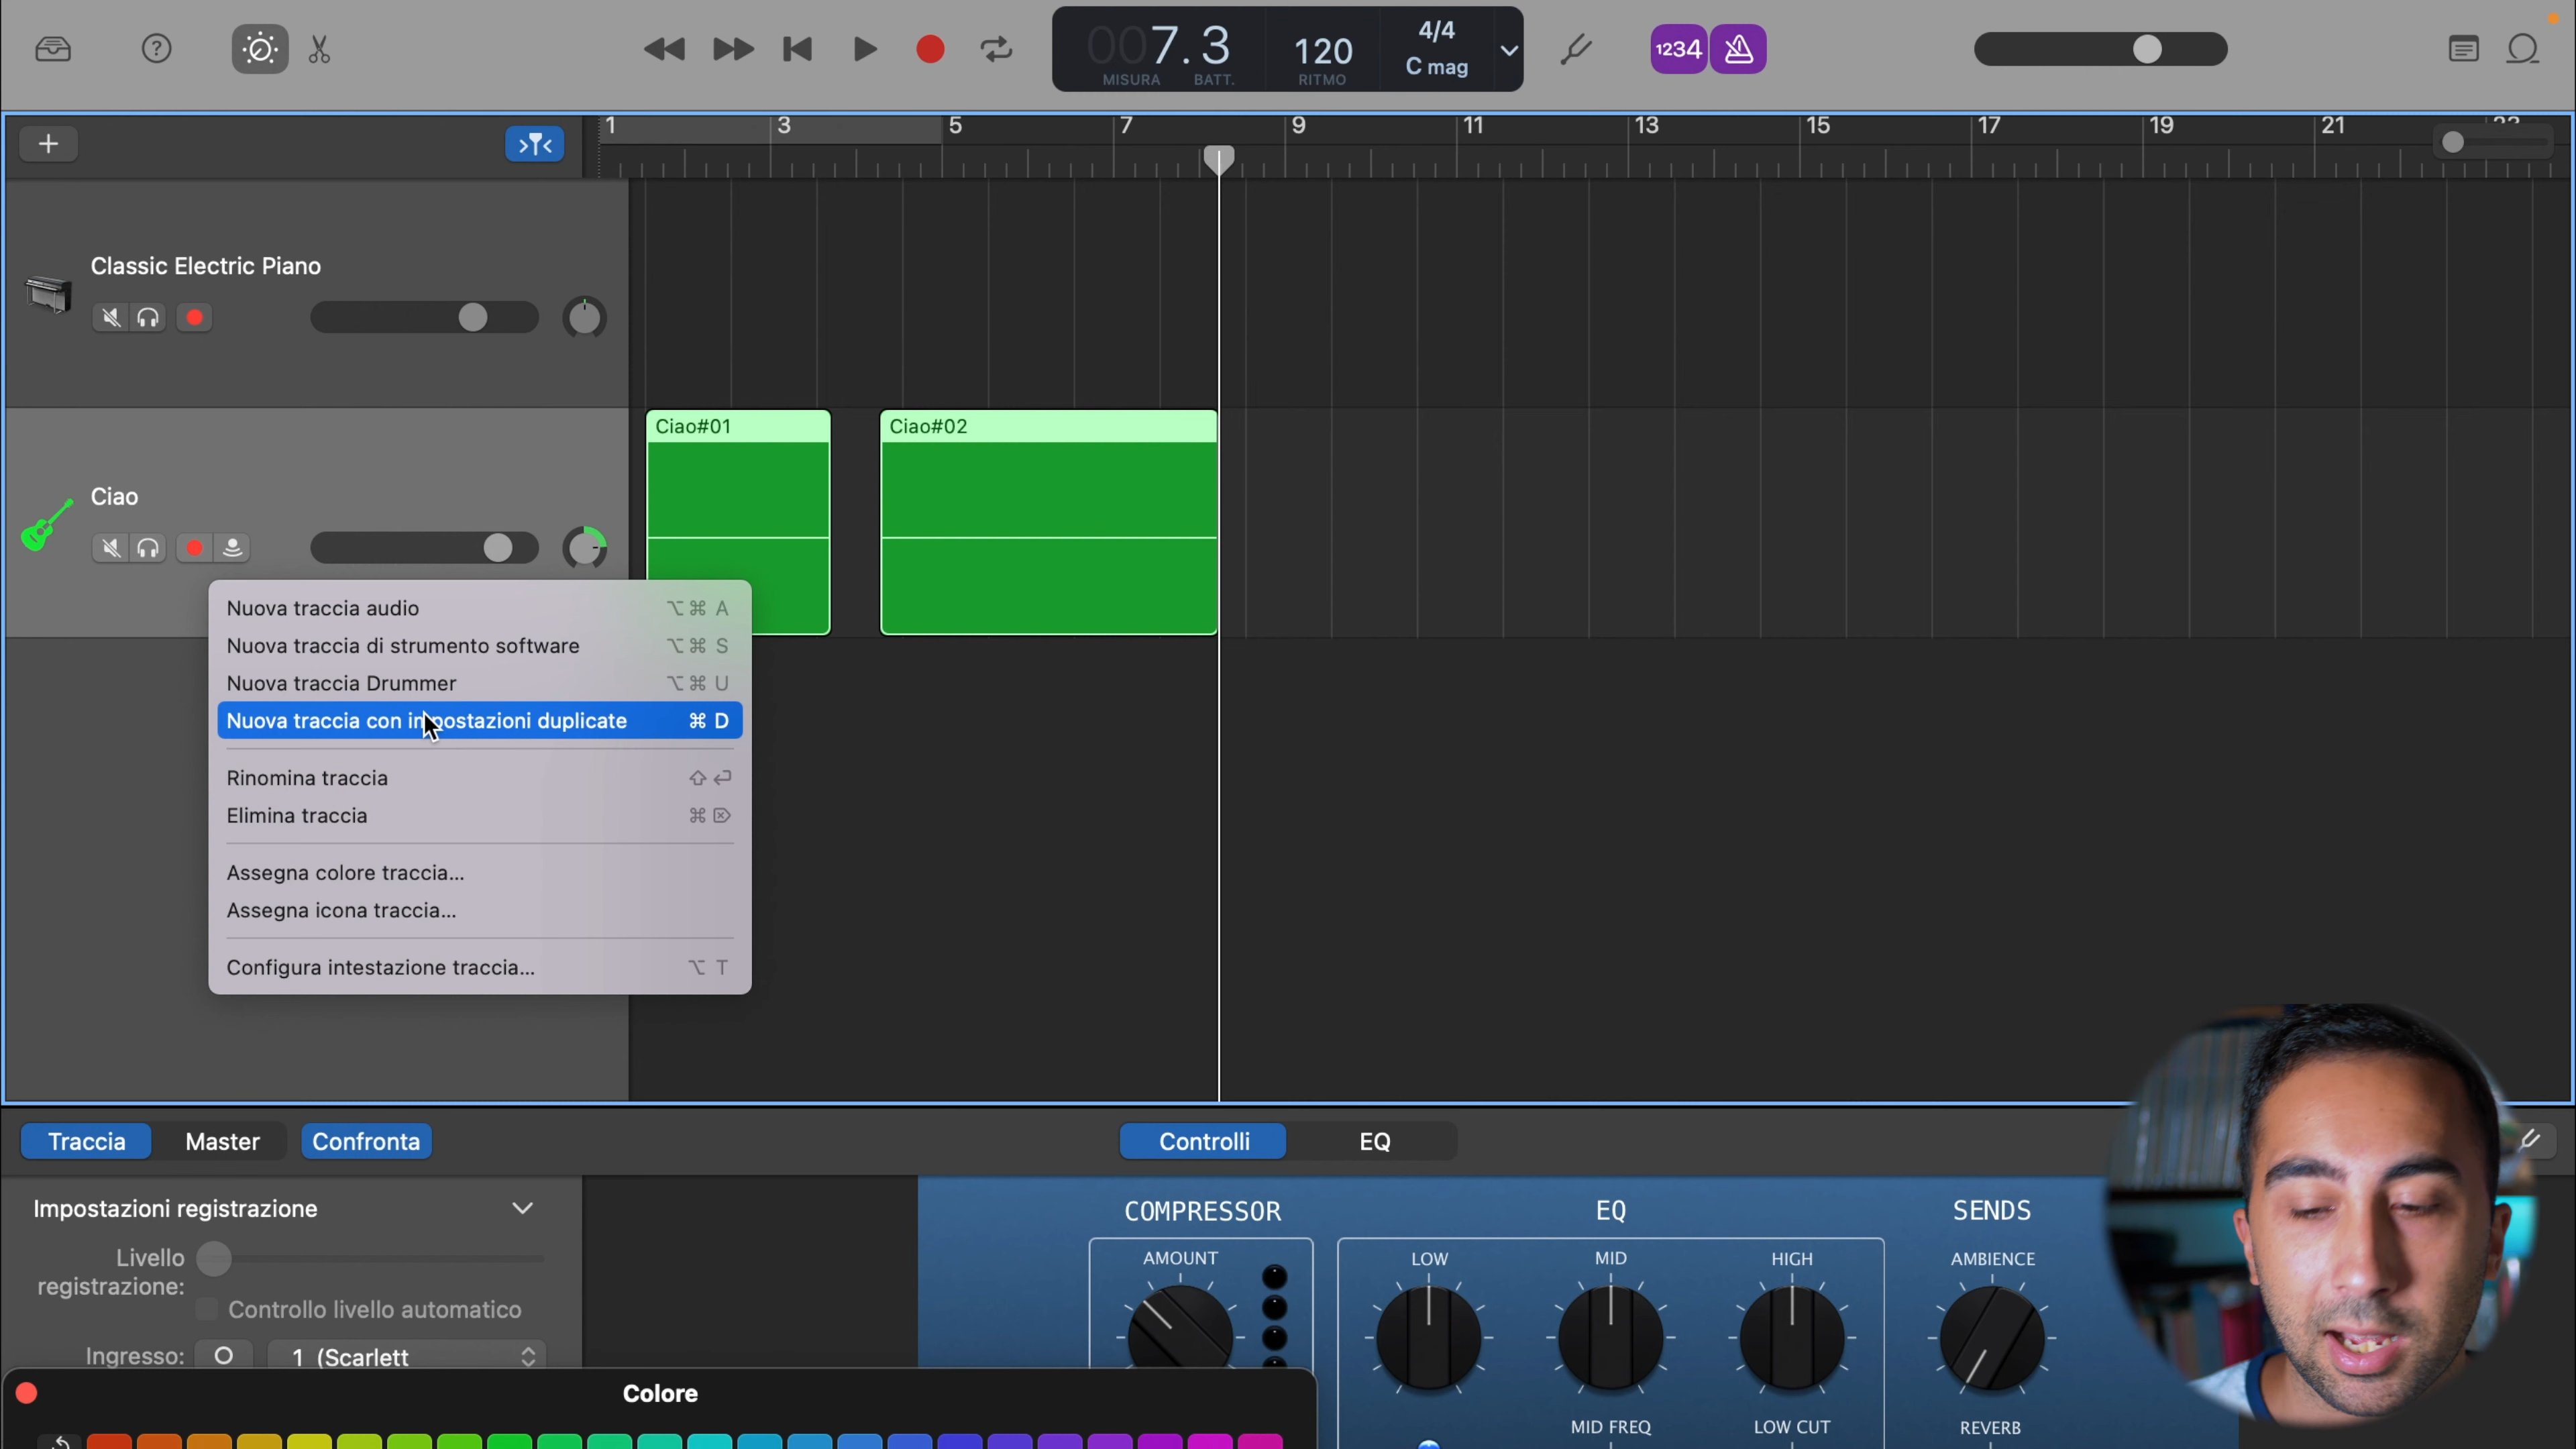 007.3
MISURA BATT.
120
RITMO
4/4
C mag
1234
1 3 5 7 9 11 13 15 17 19 21
Classic Electric Piano
Ciao#01
Ciao#02
Ciao
Nuova traccia audio ⌥⌘ A
Nuova traccia di strumento software ⌥⌘ S
Nuova traccia Drummer ⌥⌘ U
Nuova traccia con impostazioni duplicate ⌘ D
Rinomina traccia ⇧ ↩
Elimina traccia ⌘ ⌦
Assegna colore traccia...
Assegna icona traccia...
Configura intestazione traccia... ⌥ T
Traccia Master Confronta
Controlli EQ
Impostazioni registrazione
Livello
registrazione:
Controllo livello automatico
Ingresso: 1 (Scarlett
COMPRESSOR
AMOUNT
EQ
LOW MID HIGH
MID FREQ LOW CUT
SENDS
AMBIENCE
REVERB
Colore